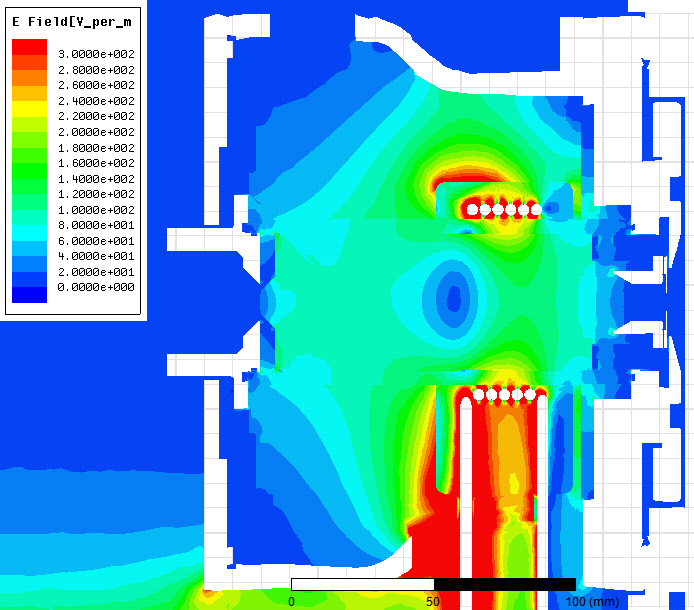 E Field[V_per_m
3.0000e+002
2.8000e+002
2.6000e+002
2.4000e+002
2.2000e+002
2.0000e+002
1.8000e+002
1.6000e+002
1.4000e+002
1.2000e+002
1.0000e+002
8.0000e+001
6.0000e+001
4.0000e+001
2.0000e+001
0.0000e+000
0 50 100 (mm)